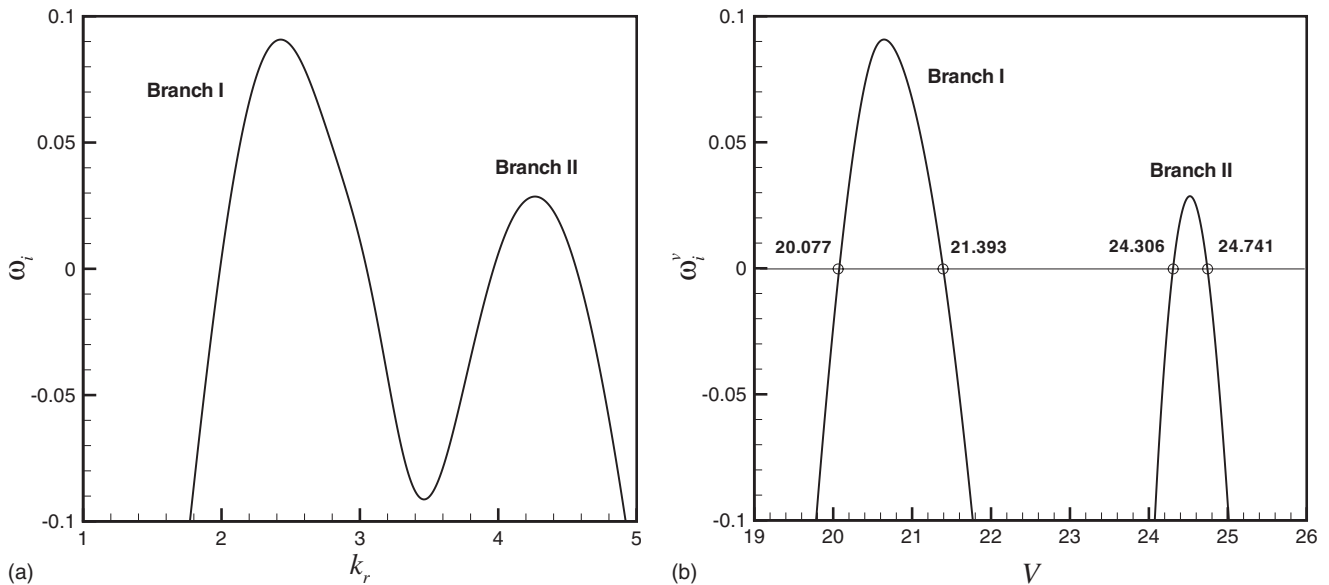 0.1
0.05
0
-0.05
-0.1
ω_i
Branch I
Branch II
1
2
3
4
5
k_r
(a)
0.1
0.05
0
-0.05
-0.1
ω_i^v
Branch I
Branch II
20.077
21.393
24.306
24.741
19
20
21
22
23
24
25
26
V
(b)